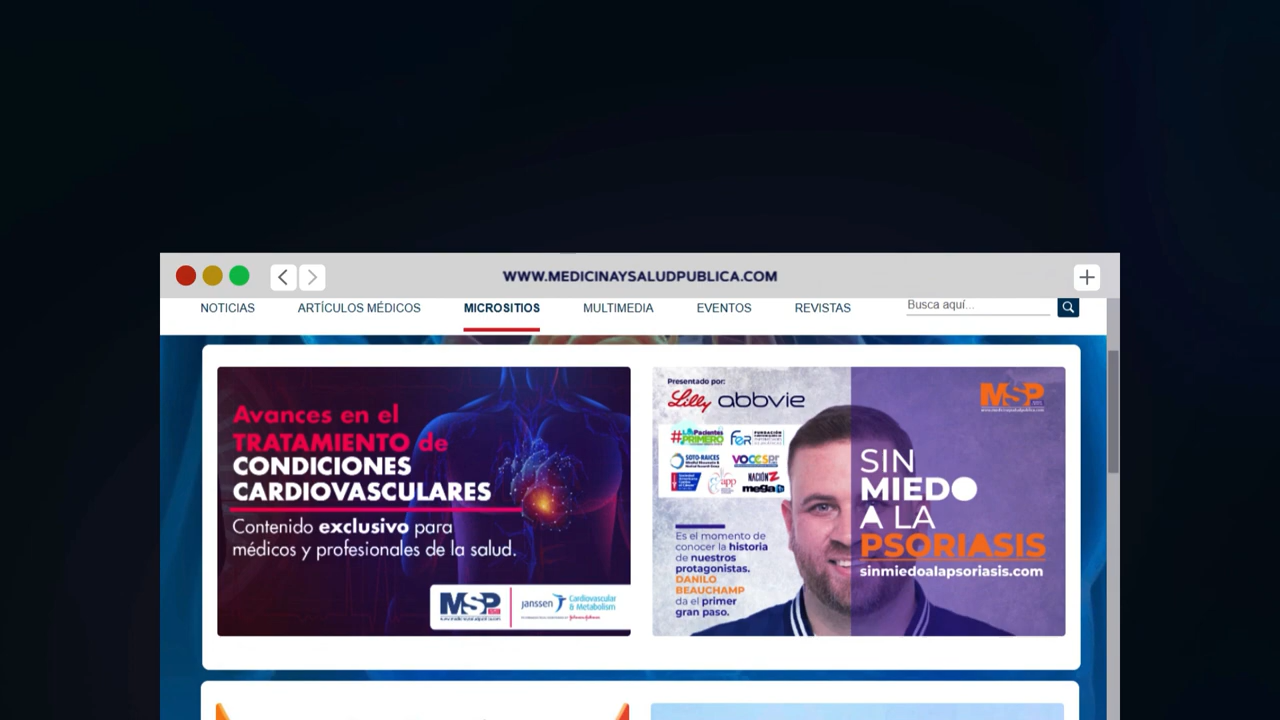 WWW.MEDICINAYSALUDPUBLICA.COM
NOTICIAS
ARTÍCULOS MÉDICOS
MICROSITIOS
MULTIMEDIA
EVENTOS
REVISTAS
Busca aquí...
Avances en el
TRATAMIENTO de
CONDICIONES
CARDIOVASCULARES
Contenido exclusivo para
médicos y profesionales de la salud.
MSP
janssen
Cardiovascular
& Metabolism
Presentado por:
Lilly abbvie
#LosPacientes
PRIMERO
FER
FUNDACIÓN
SOTO-RAICES
VOCESPR
app
NACIÓN Z
mega
Es el momento de
conocer la historia
de nuestros
protagonistas.
DANILO
BEAUCHAMP
da el primer
gran paso.
MSP
SIN
MIEDO
A LA
PSORIASIS
sinmiedoalapsoriasis.com